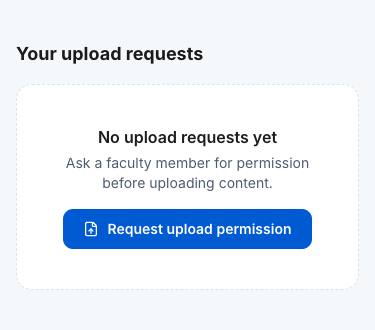 Your upload requests
No upload requests yet
Ask a faculty member for permission
before uploading content.
Request upload permission